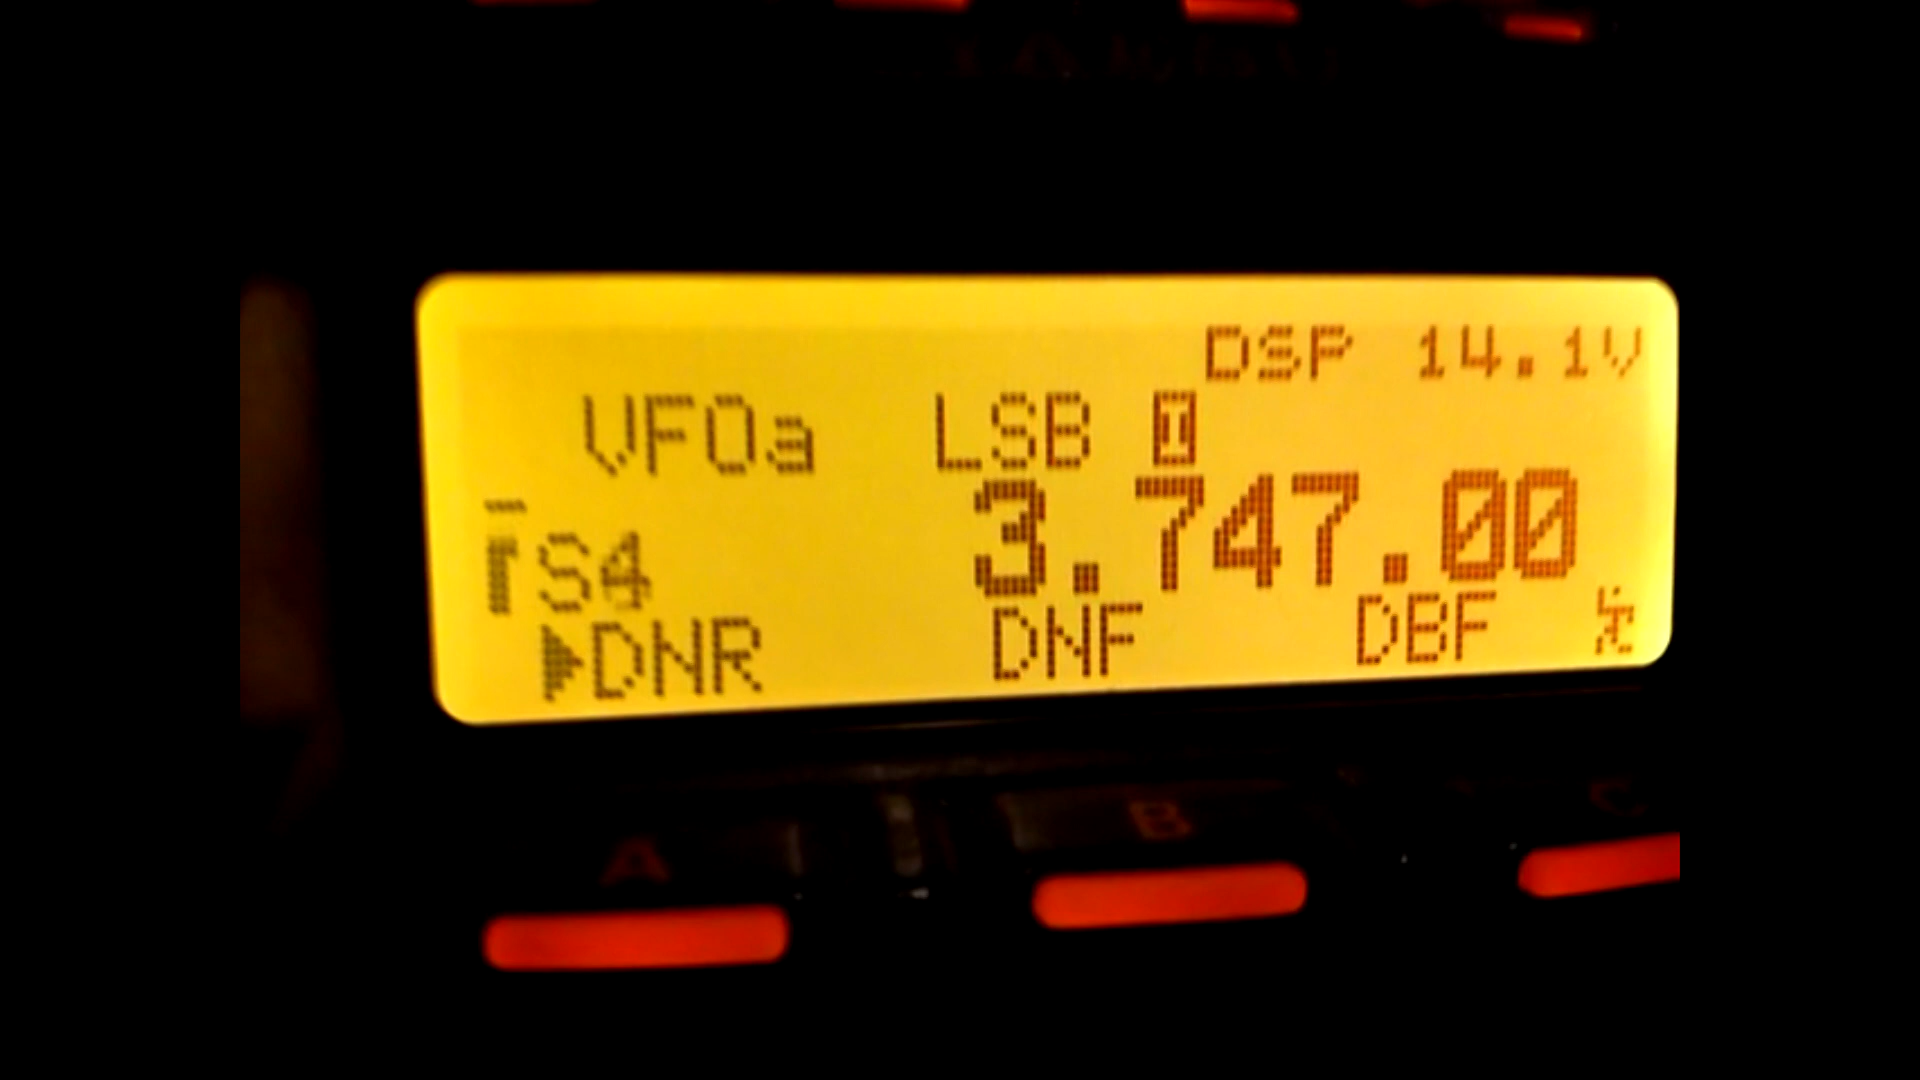 DSP 14.1V
VFOa LSB I
S4 3.747.00
▶DNR DNF DBF
A B C